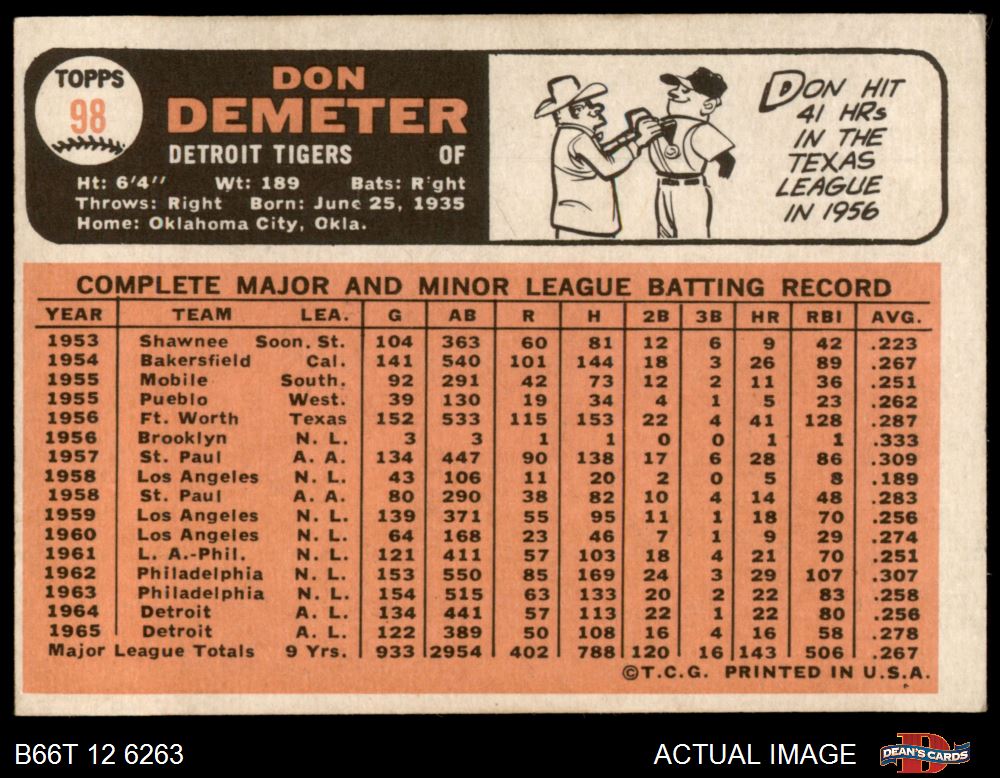 TOPPS
98
DON
DEMETER
DETROIT TIGERS OF
Ht: 6'4" Wt: 189 Bats: Right
Throws: Right Born: June 25, 1935
Home: Oklahoma City, Okla.
DON HIT
41 HRs
IN THE
TEXAS
LEAGUE
IN 1956
COMPLETE MAJOR AND MINOR LEAGUE BATTING RECORD
YEAR TEAM LEA. G AB R H 2B 3B HR RBI AVG.
1953 Shawnee Soon. St. 104 363 60 81 12 6 9 42 .223
1954 Bakersfield Cal. 141 540 101 144 18 3 26 89 .267
1955 Mobile South. 92 291 42 73 12 2 11 36 .251
1955 Pueblo West. 39 130 19 34 4 1 5 23 .262
1956 Ft. Worth Texas 152 533 115 153 22 4 41 128 .287
1956 Brooklyn N. L. 3 3 1 1 0 0 1 1 .333
1957 St. Paul A. A. 134 447 90 138 17 6 28 86 .309
1958 Los Angeles N. L. 43 106 11 20 2 0 5 8 .189
1958 St. Paul A. A. 80 290 38 82 10 4 14 48 .283
1959 Los Angeles N. L. 139 371 55 95 11 1 18 70 .256
1960 Los Angeles N. L. 64 168 23 46 7 1 9 29 .274
1961 L. A.-Phil. N. L. 121 411 57 103 18 4 21 70 .251
1962 Philadelphia N. L. 153 550 85 169 24 3 29 107 .307
1963 Philadelphia N. L. 154 515 63 133 20 2 22 83 .258
1964 Detroit A. L. 134 441 57 113 22 1 22 80 .256
1965 Detroit A. L. 122 389 50 108 16 4 16 58 .278
Major League Totals 9 Yrs. 933 2954 402 788 120 16 143 506 .267
©T.C.G. PRINTED IN U.S.A.
B66T 12 6263 ACTUAL IMAGE DEAN'S CARDS